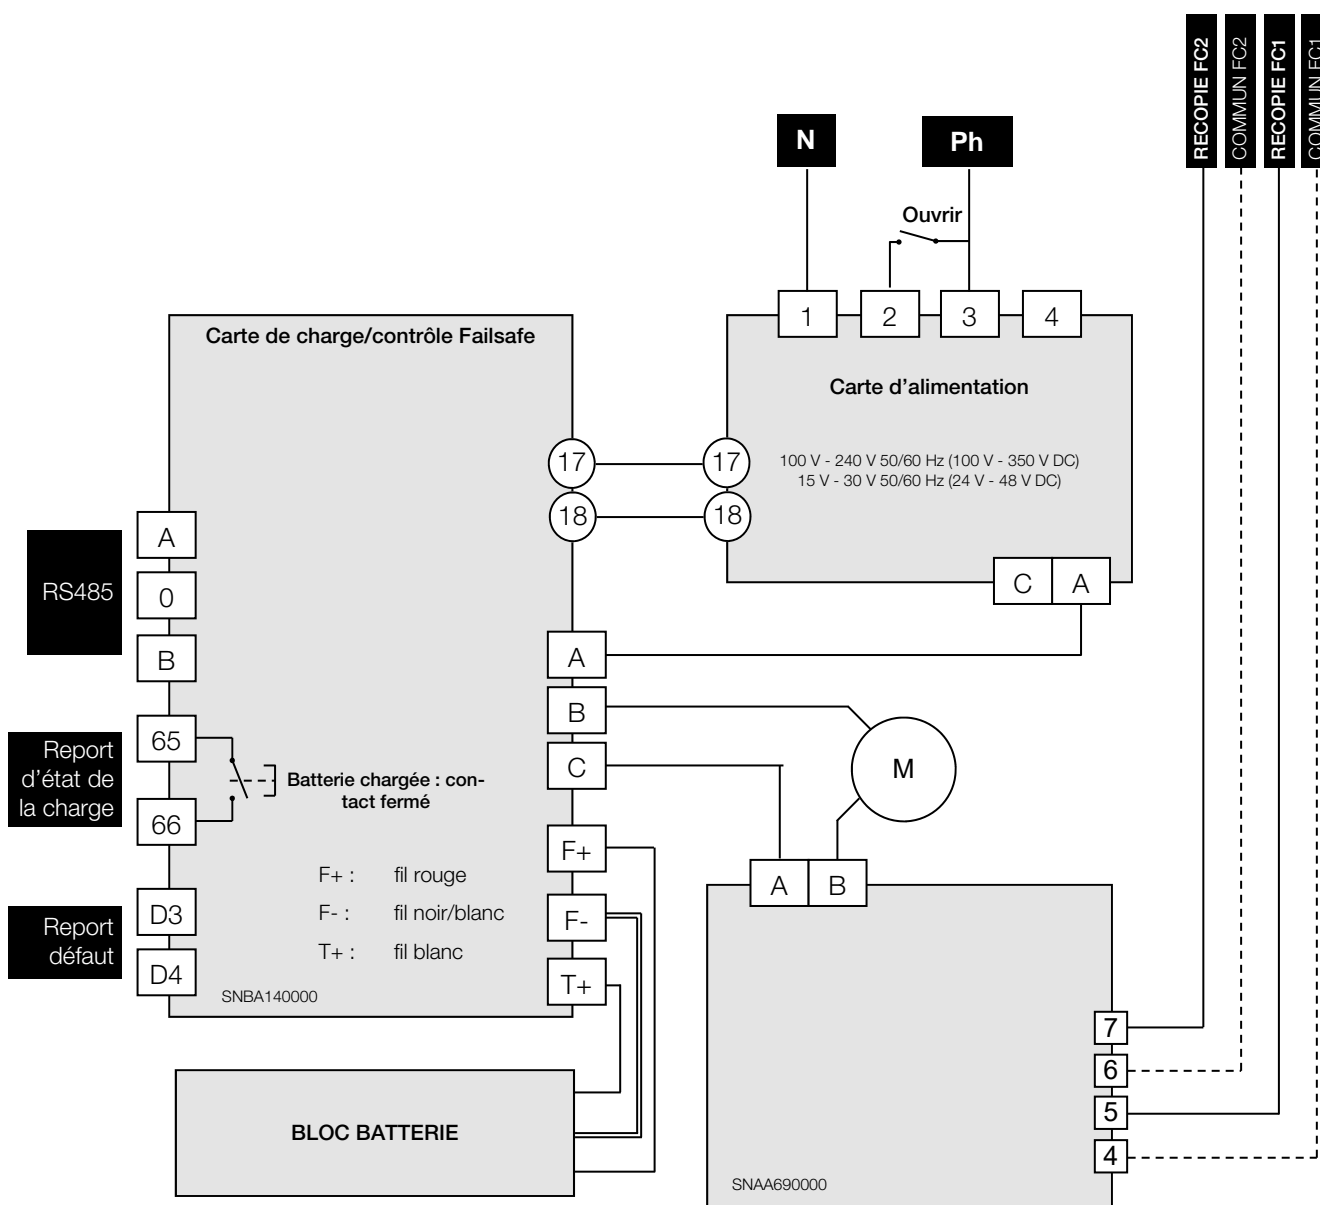 RECOPIE FC2
COMMUN FC2
RECOPIE FC1
COMMUN FC1
N
Ph
Ouvrir
1
2
3
4
Carte de charge/contrôle Failsafe
Carte d’alimentation
100 V - 240 V 50/60 Hz (100 V - 350 V DC)
15 V - 30 V 50/60 Hz (24 V - 48 V DC)
17
17
18
18
C
A
RS485
A
0
B
A
B
C
M
Report
d’état de
la charge
65
66
Batterie chargée : con-
tact fermé
F+ : fil rouge
F- : fil noir/blanc
T+ : fil blanc
F+
F-
T+
Report
défaut
D3
D4
SNBA140000
A
B
7
6
5
4
BLOC BATTERIE
SNAA690000